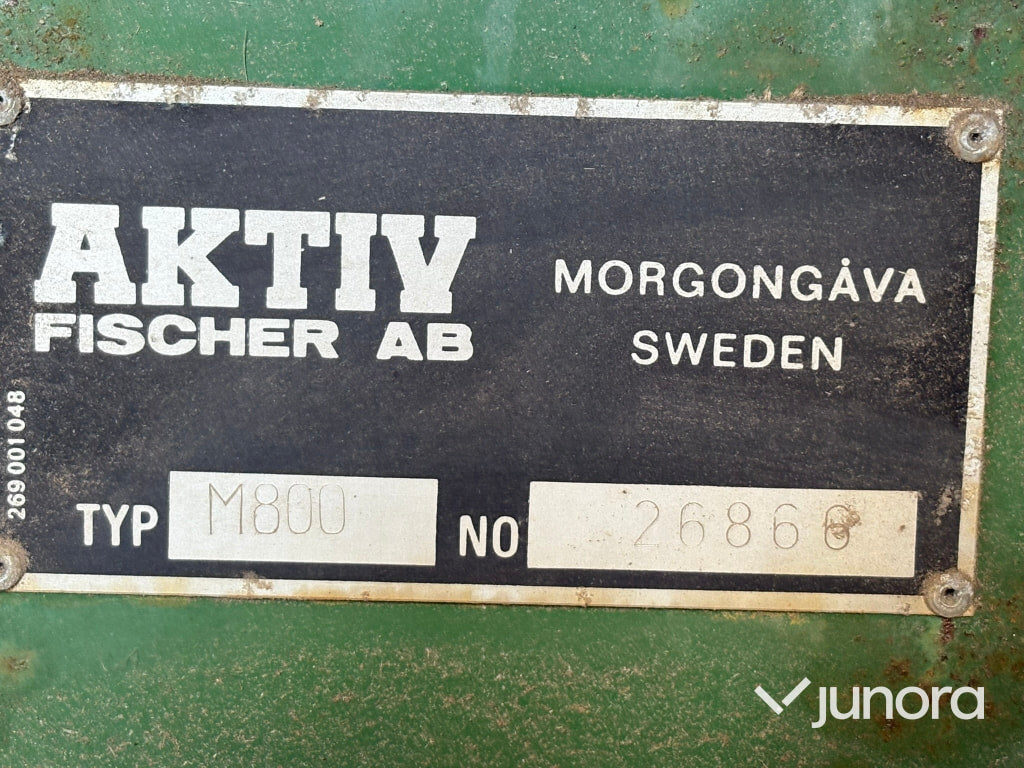 AKTIV
FISCHER AB
MORGONGÅVA
SWEDEN
269 001 048
TYP M800 NO 26860
junora